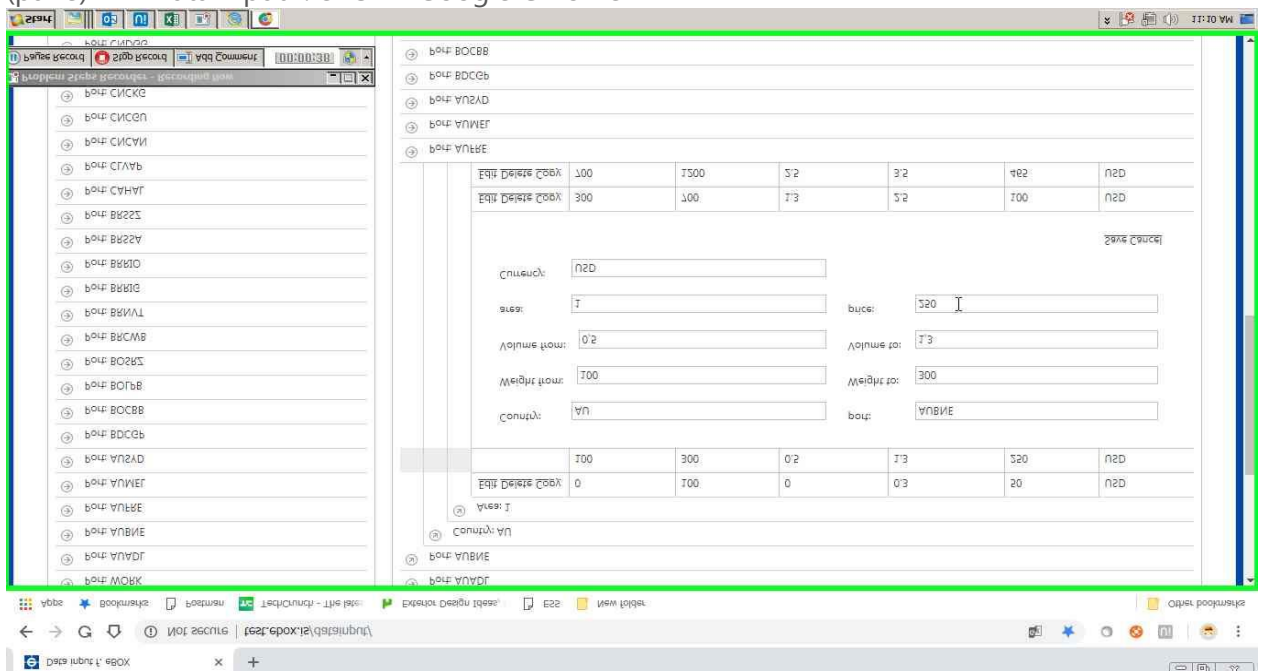 Data input í eBOX
Not secure | test.ebox.is/datainput/
Apps Bookmarks Postman TechCrunch – The late Exterior Design Ideas ESS New folder Other bookmarks
Port: WORK
Port: AUADL
Port: AUBNE
Port: AUFRE
Port: AUMEL
Port: AUSYD
Port: BDCGP
Port: BOCBB
Port: BOLPB
Port: BOSRZ
Port: BRCWB
Port: BRNVT
Port: BRRIG
Port: BRRIO
Port: BRSSA
Port: BRSSZ
Port: CAHAL
Port: CLVAP
Port: CNCAN
Port: CNCGU
Port: CNCKG
Port: CNDGG
Port: AUADL
Port: AUBNE
Country: AU
Area: 1
Edit Delete Copy 0 100 0 0.3 50 USD
100 300 0.5 1.3 250 USD
Country: AU port: AUBNE
Weight from: 100 Weight to: 300
Volume from: 0,5 Volume to: 1,3
area: 1 price: 250
Currency: USD
Save Cancel
Edit Delete Copy 300 700 1.3 2.5 100 USD
Edit Delete Copy 700 1200 2.5 3.5 465 USD
Port: AUFRE
Port: AUMEL
Port: AUSYD
Port: BDCGP
Port: BOCBB
Problem Steps Recorder - Recording Now
Pause Record Stop Record Add Comment 00:00:38
Start 11:10 AM